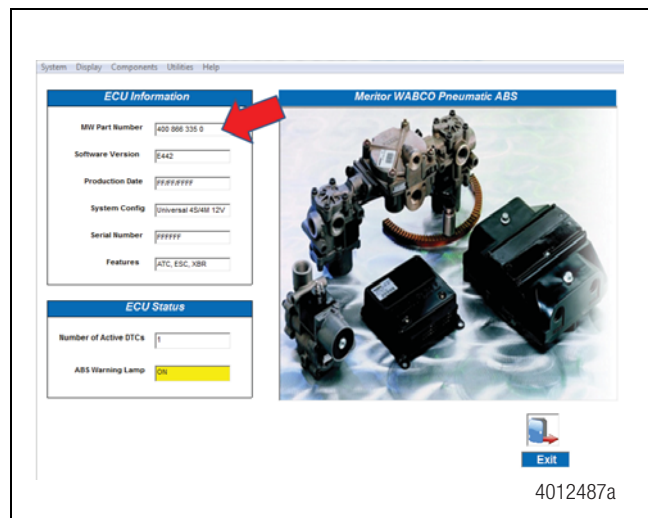 System Display Components Utilities Help
ECU Information
MW Part Number 400 866 335 0
Software Version E442
Production Date FF/FF/FFFF
System Config Universal 4S/4M 12V
Serial Number FFFFFF
Features ATC, ESC, XBR
ECU Status
Number of Active DTCs 1
ABS Warning Lamp ON
Meritor WABCO Pneumatic ABS
Exit
4012487a